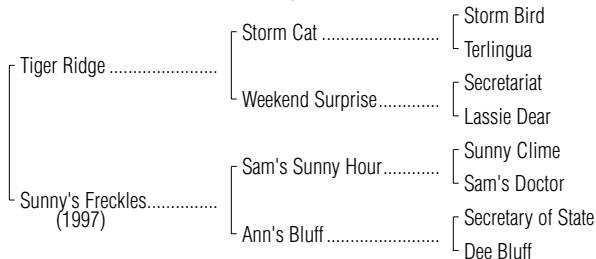 Storm Bird
Storm Cat ........................
Terlingua
Tiger Ridge ......................
Secretariat
Weekend Surprise.............
Lassie Dear
Sunny Clime
Sam's Sunny Hour............
Sam's Doctor
Sunny's Freckles...............
(1997)
Secretary of State
Ann's Bluff .......................
Dee Bluff